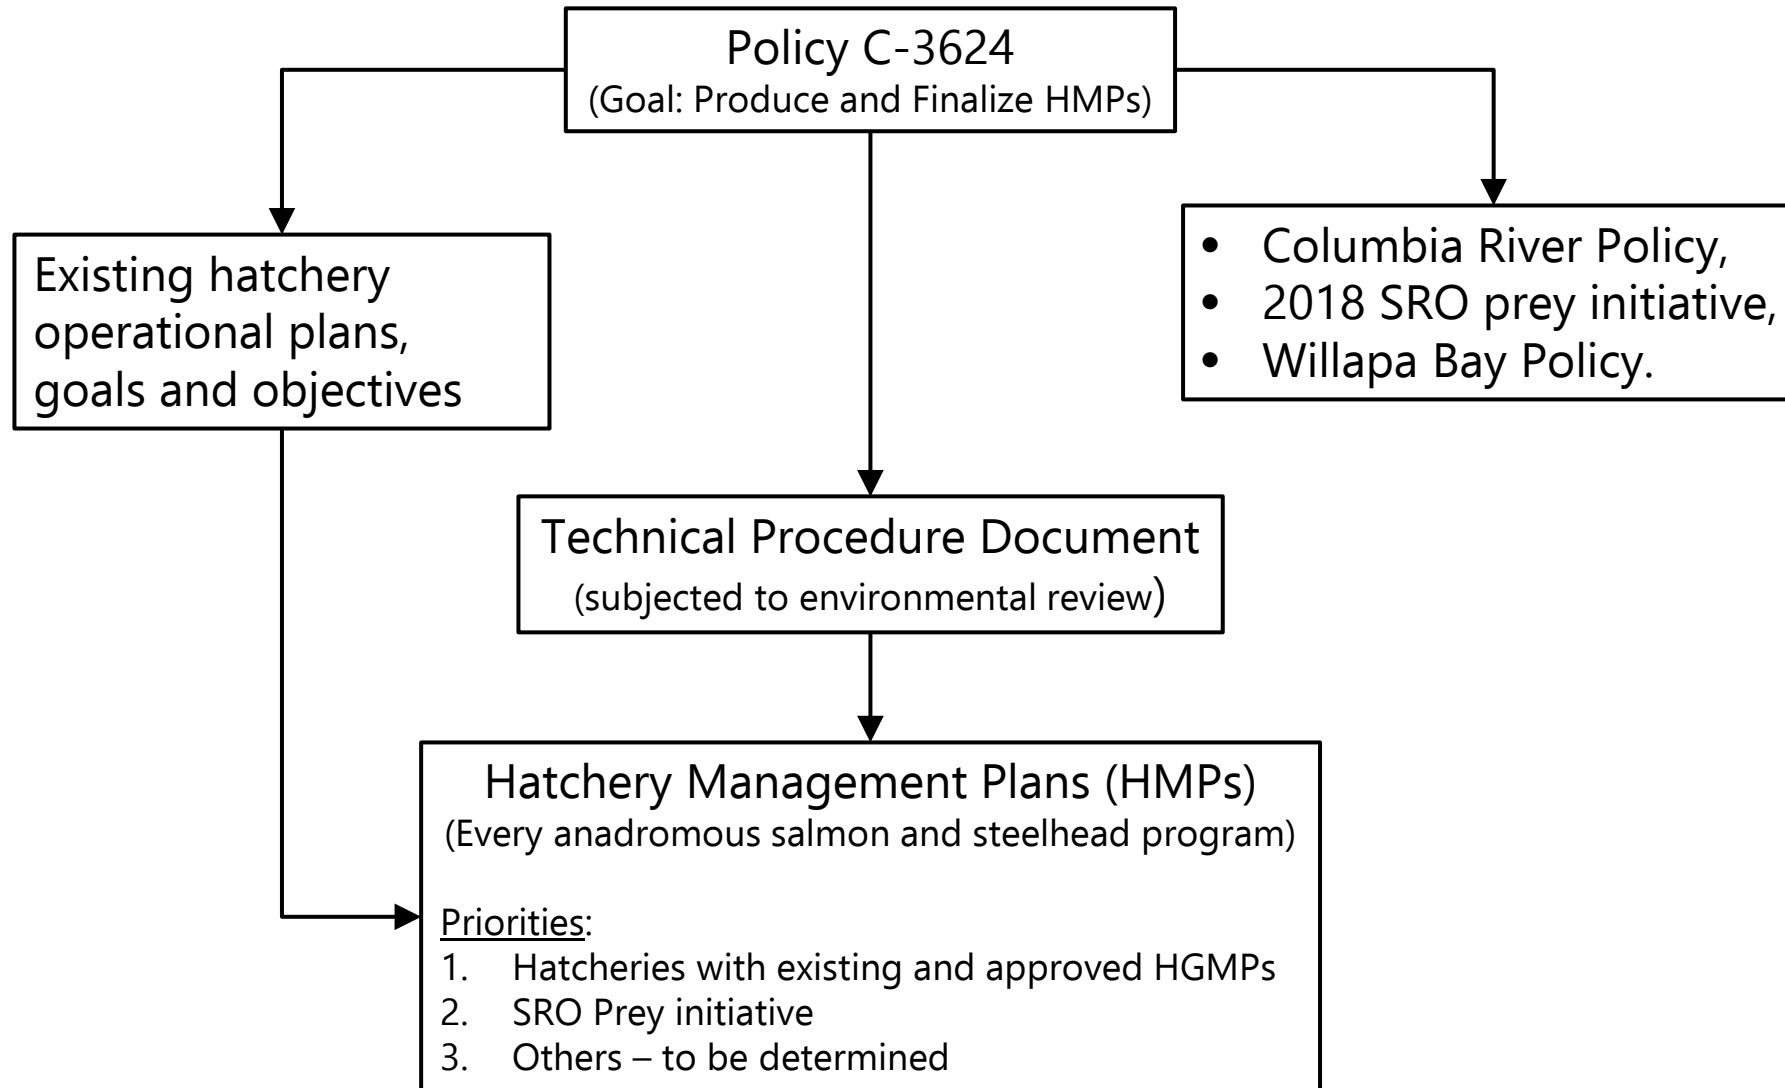 Policy C-3624
(Goal: Produce and Finalize HMPs)
Existing hatchery
operational plans,
goals and objectives
• Columbia River Policy,
• 2018 SRO prey initiative,
• Willapa Bay Policy.
Technical Procedure Document
(subjected to environmental review)
Hatchery Management Plans (HMPs)
(Every anadromous salmon and steelhead program)
Priorities:
1. Hatcheries with existing and approved HGMPs
2. SRO Prey initiative
3. Others – to be determined